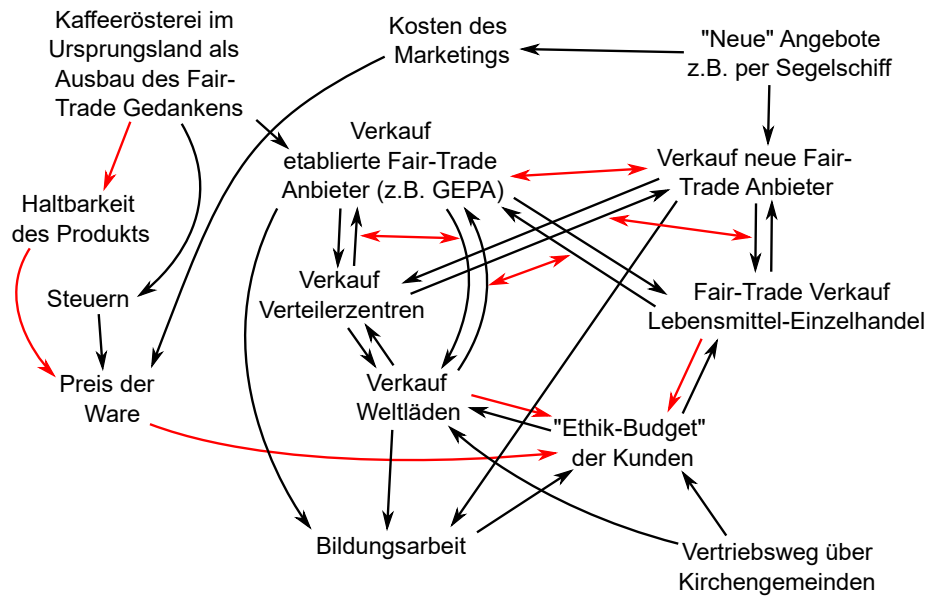 Kaffeerösterei im
Ursprungsland als
Ausbau des Fair-
Trade Gedankens
Kosten des
Marketings
"Neue" Angebote
z.B. per Segelschiff
Verkauf
etablierte Fair-Trade
Anbieter (z.B. GEPA)
Verkauf neue Fair-
Trade Anbieter
Haltbarkeit
des Produkts
Steuern
Verkauf
Verteilerzentren
Fair-Trade Verkauf
Lebensmittel-Einzelhandel
Preis der
Ware
Verkauf
Weltläden
"Ethik-Budget"
der Kunden
Bildungsarbeit
Vertriebsweg über
Kirchengemeinden